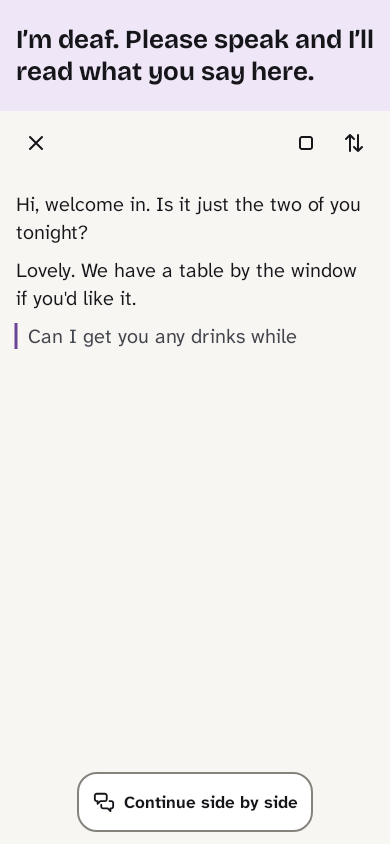 I'm deaf. Please speak and I'll
read what you say here.
Hi, welcome in. Is it just the two of you
tonight?
Lovely. We have a table by the window
if you'd like it.
Can I get you any drinks while
Continue side by side